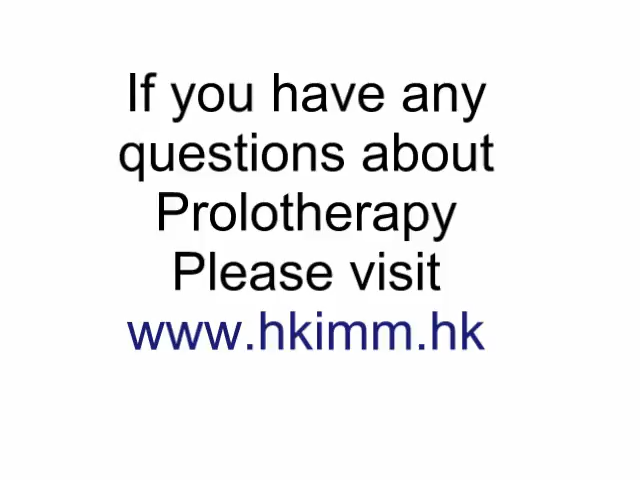 If you have any
questions about
Prolotherapy
Please visit
www.hkimm.hk